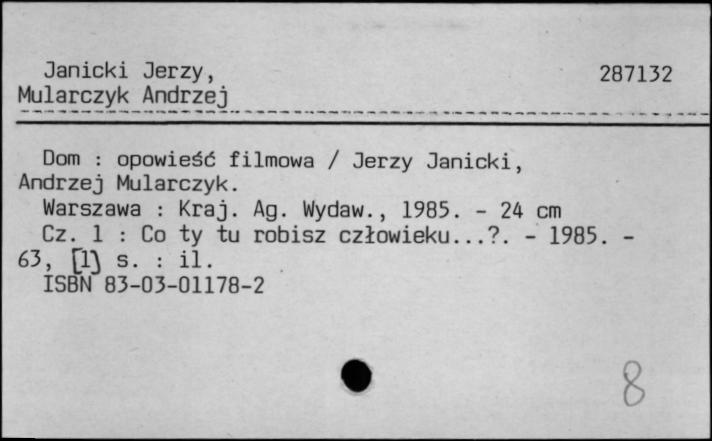 Janicki Jerzy, 287132
Mularczyk Andrzej
Dom : opowieść filmowa / Jerzy Janicki,
Andrzej Mularczyk.
Warszawa : Kraj. Ag. Wydaw., 1985. - 24 cm
Cz. 1 : Co ty tu robisz człowieku...?. - 1985. -
63, [1] s. : il.
ISBN 83-03-01178-2
8